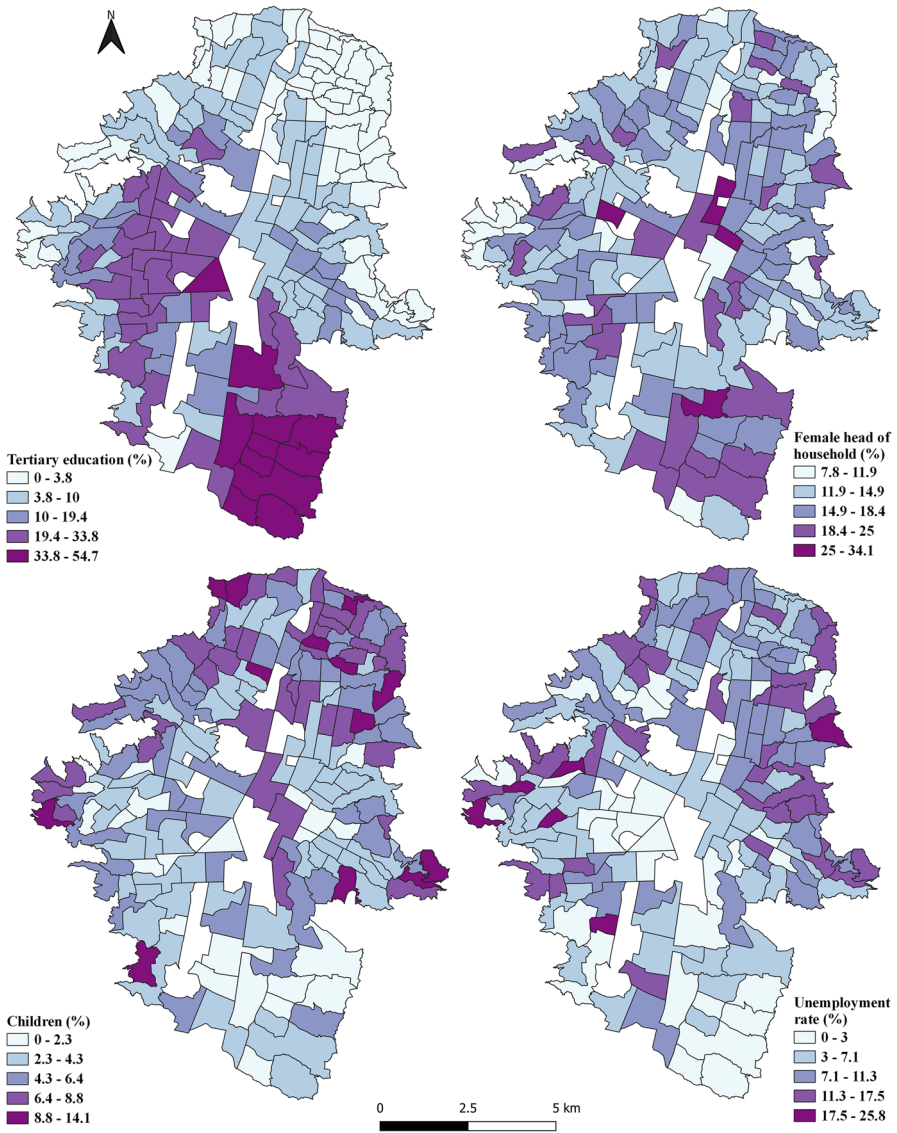 N
Tertiary education (%)
0 - 3.8
3.8 - 10
10 - 19.4
19.4 - 33.8
33.8 - 54.7
Female head of
household (%)
7.8 - 11.9
11.9 - 14.9
14.9 - 18.4
18.4 - 25
25 - 34.1
Children (%)
0 - 2.3
2.3 - 4.3
4.3 - 6.4
6.4 - 8.8
8.8 - 14.1
Unemployment
rate (%)
0 - 3
3 - 7.1
7.1 - 11.3
11.3 - 17.5
17.5 - 25.8
0 2.5 5 km